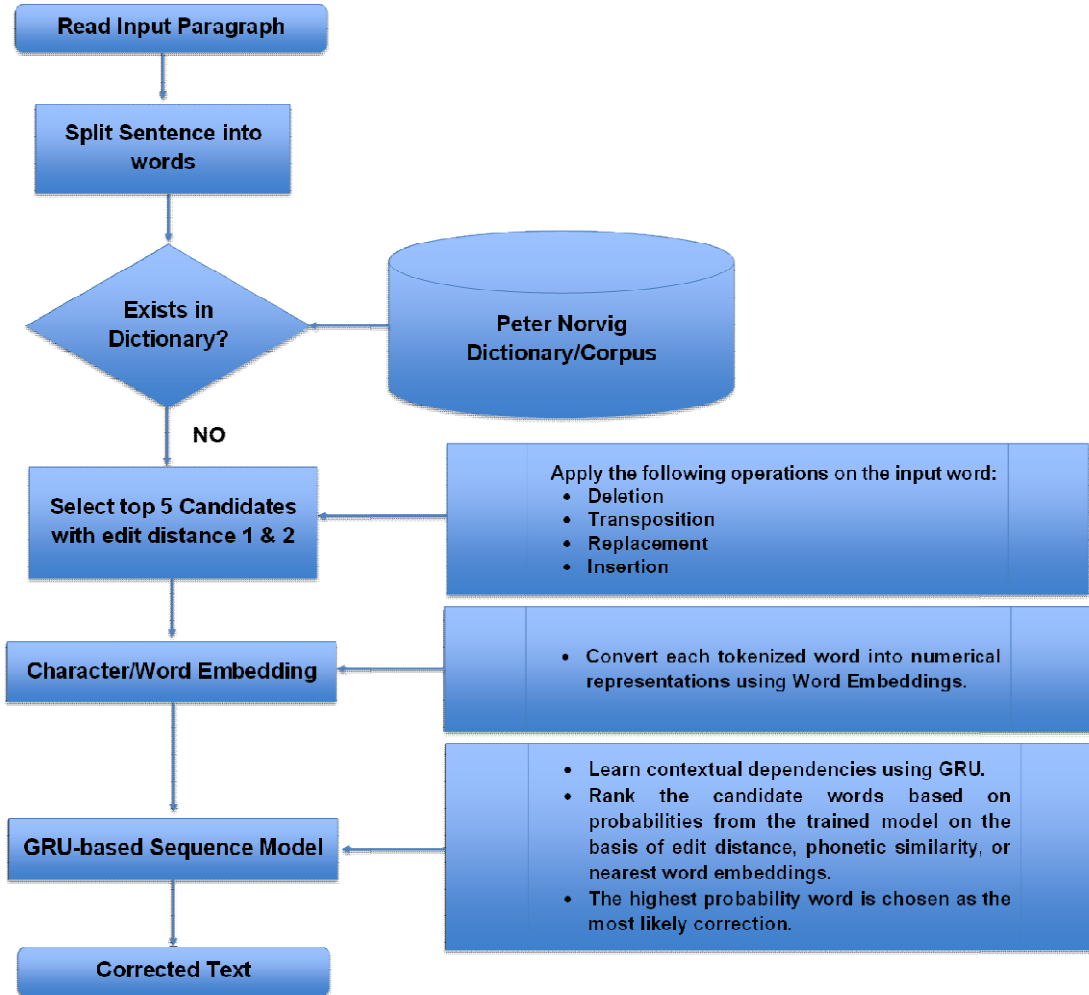 Read Input Paragraph
Split Sentence into
words
Exists in
Dictionary?
Peter Norvig
Dictionary/Corpus
NO
Select top 5 Candidates
with edit distance 1 & 2
Apply the following operations on the input word:
• Deletion
• Transposition
• Replacement
• Insertion
Character/Word Embedding
• Convert each tokenized word into numerical
representations using Word Embeddings.
GRU-based Sequence Model
• Learn contextual dependencies using GRU.
• Rank the candidate words based on
probabilities from the trained model on the
basis of edit distance, phonetic similarity, or
nearest word embeddings.
• The highest probability word is chosen as the
most likely correction.
Corrected Text